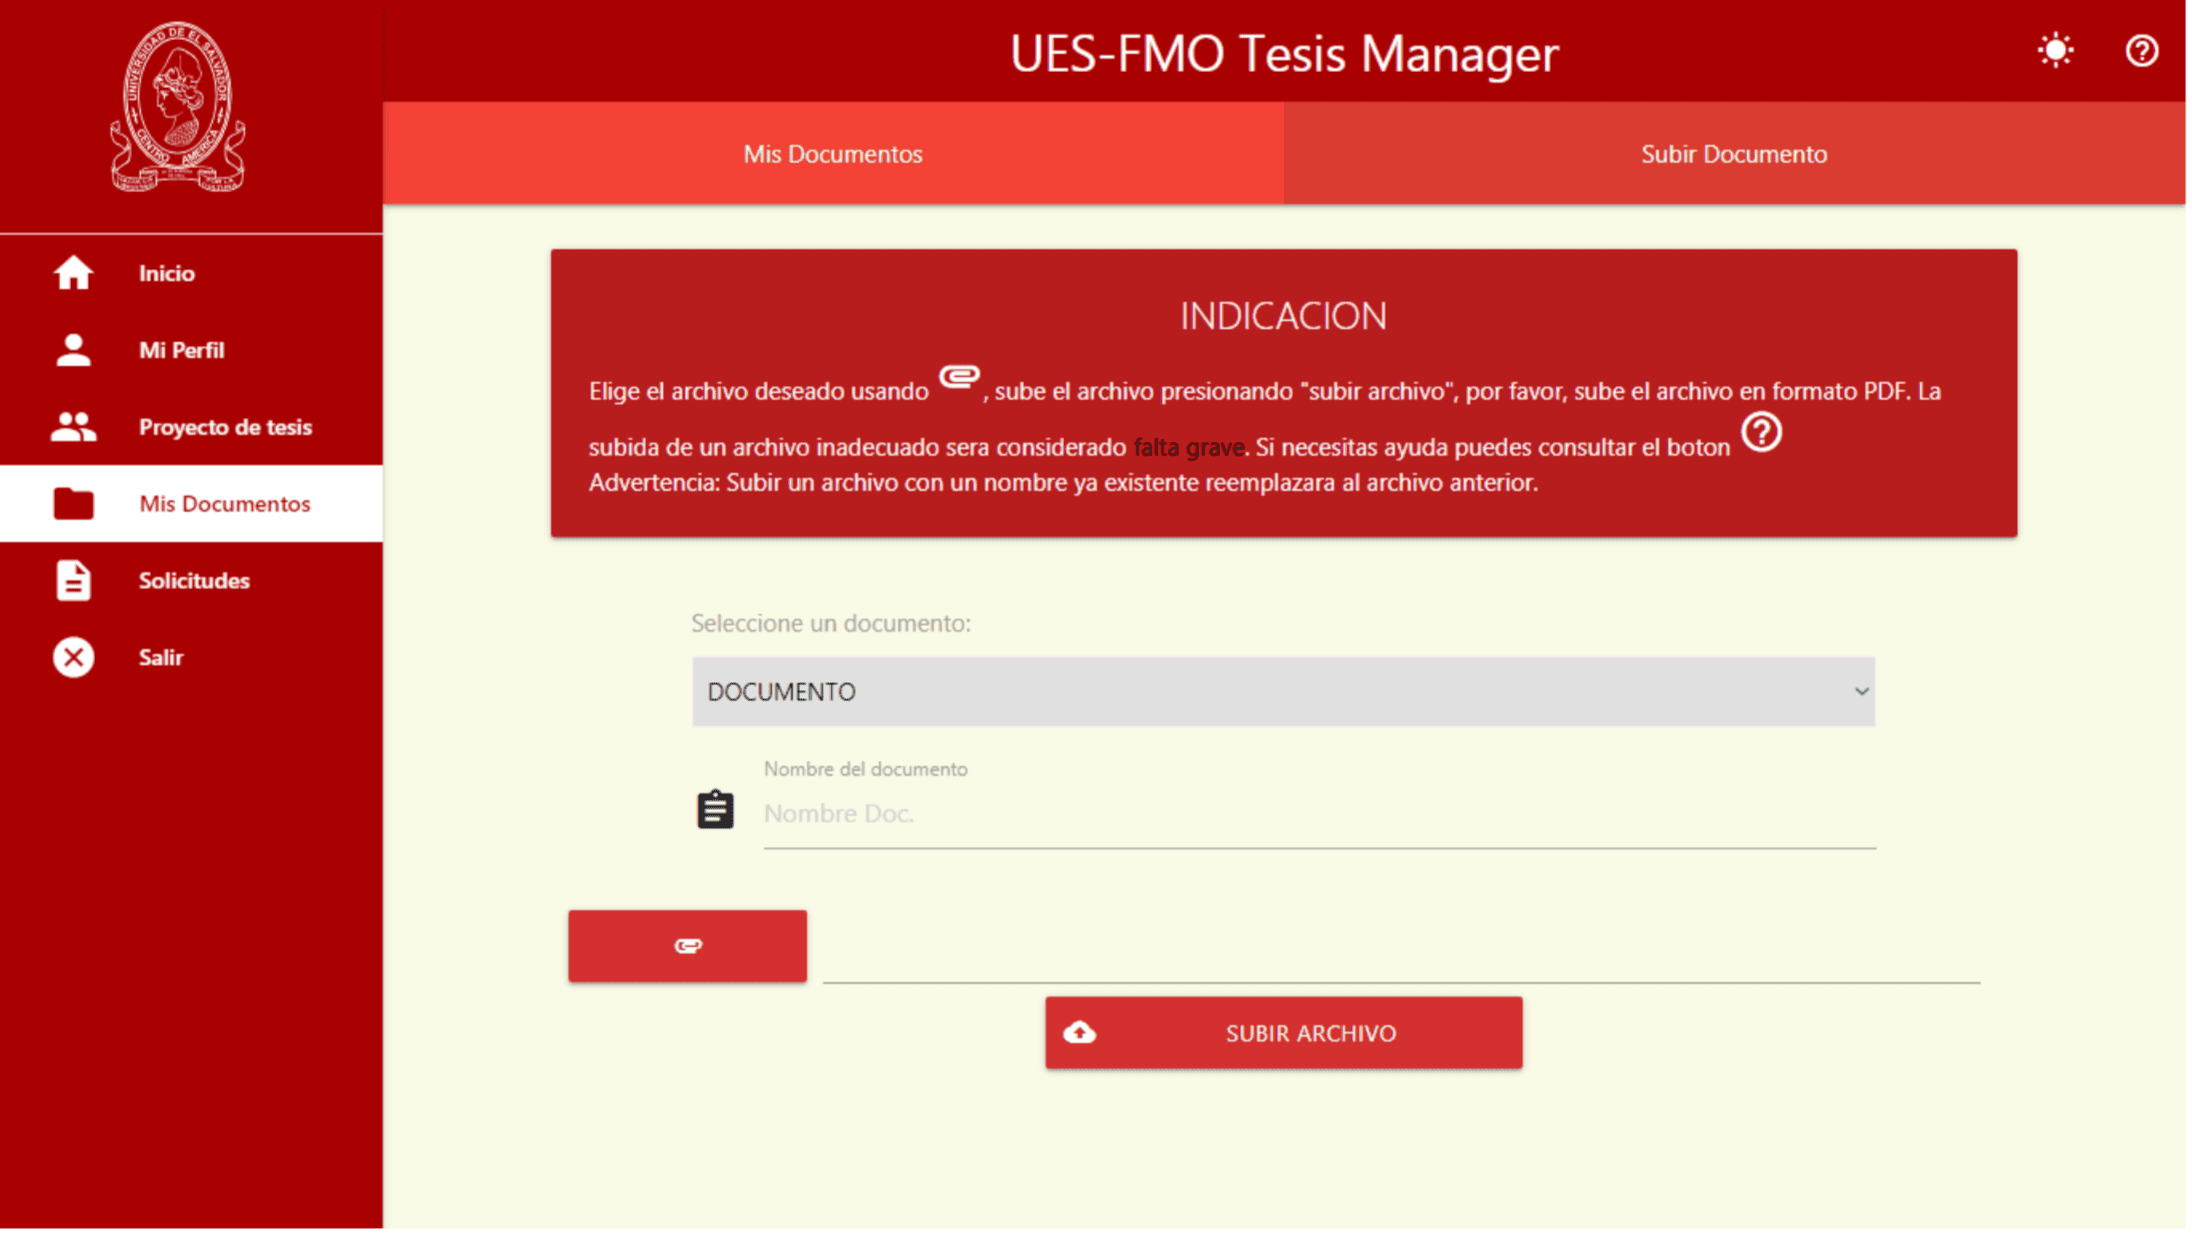 UNIVERSIDAD DE EL SALVADOR
CENTRO AMERICA
UES-FMO Tesis Manager
Mis Documentos
Subir Documento
Inicio
Mi Perfil
Proyecto de tesis
Mis Documentos
Solicitudes
Salir
INDICACION
Elige el archivo deseado usando , sube el archivo presionando "subir archivo", por favor, sube el archivo en formato PDF. La
subida de un archivo inadecuado sera considerado falta grave. Si necesitas ayuda puedes consultar el boton
Advertencia: Subir un archivo con un nombre ya existente reemplazara al archivo anterior.
Seleccione un documento:
DOCUMENTO
Nombre del documento
Nombre Doc.
SUBIR ARCHIVO